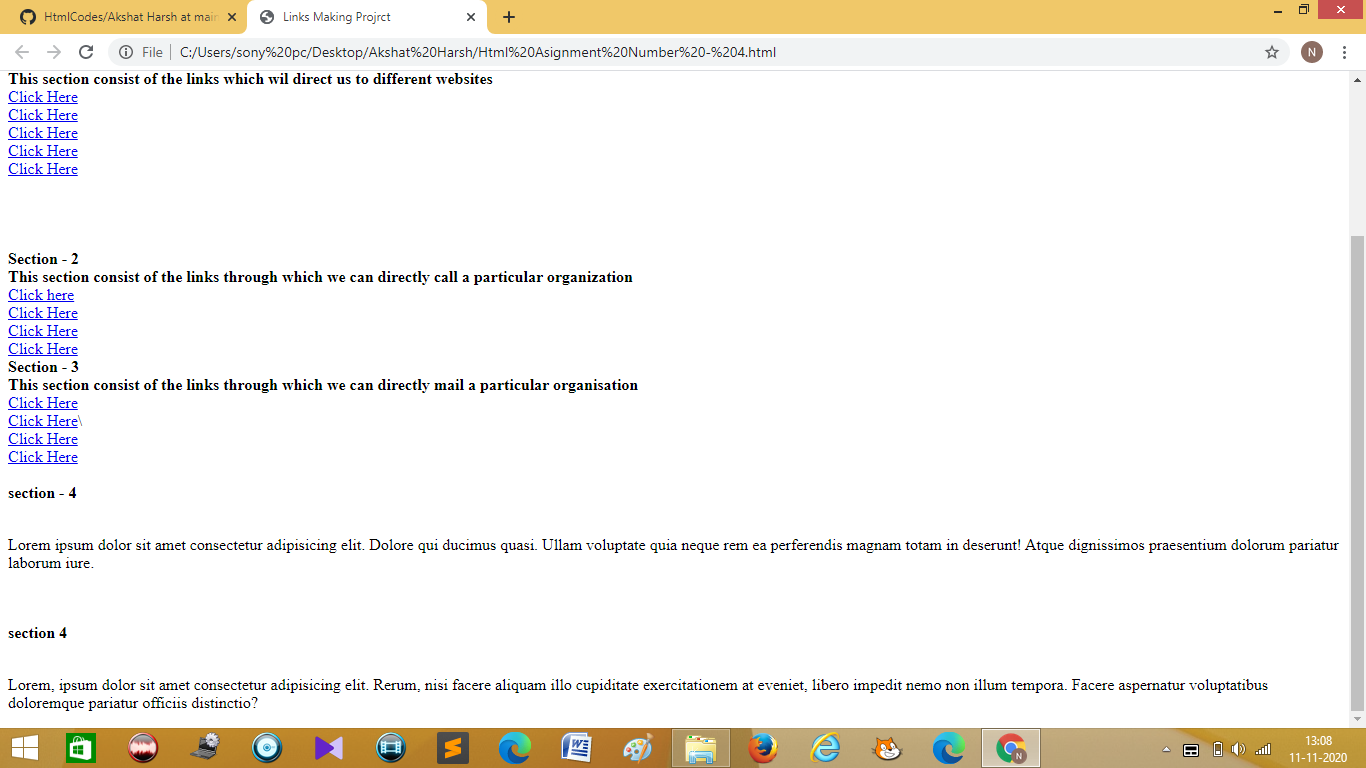 HtmlCodes/Akshat Harsh at main
Links Making Projrct
File
C:/Users/sony%20pc/Desktop/Akshat%20Harsh/Html%20Asignment%20Number%20-%204.html
N
This section consist of the links which wil direct us to different websites
Click Here
Click Here
Click Here
Click Here
Click Here
Section - 2
This section consist of the links through which we can directly call a particular organization
Click here
Click Here
Click Here
Click Here
Section - 3
This section consist of the links through which we can directly mail a particular organisation
Click Here
Click Here\
Click Here
Click Here
section - 4
Lorem ipsum dolor sit amet consectetur adipisicing elit. Dolore qui ducimus quasi. Ullam voluptate quia neque rem ea perferendis magnam totam in deserunt! Atque dignissimos praesentium dolorum pariatur
laborum iure.
section 4
Lorem, ipsum dolor sit amet consectetur adipisicing elit. Rerum, nisi facere aliquam illo cupiditate exercitationem at eveniet, libero impedit nemo non illum tempora. Facere aspernatur voluptatibus
doloremque pariatur officiis distinctio?
N
13:08
11-11-2020